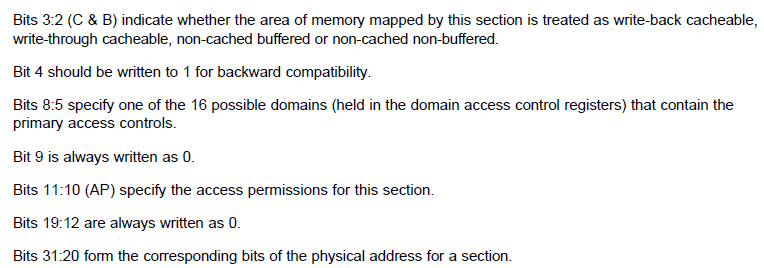 Bits 3:2 (C & B) indicate whether the area of memory mapped by this section is treated as write-back cacheable,
write-through cacheable, non-cached buffered or non-cached non-buffered.
Bit 4 should be written to 1 for backward compatibility.
Bits 8:5 specify one of the 16 possible domains (held in the domain access control registers) that contain the
primary access controls.
Bit 9 is always written as 0.
Bits 11:10 (AP) specify the access permissions for this section.
Bits 19:12 are always written as 0.
Bits 31:20 form the corresponding bits of the physical address for a section.